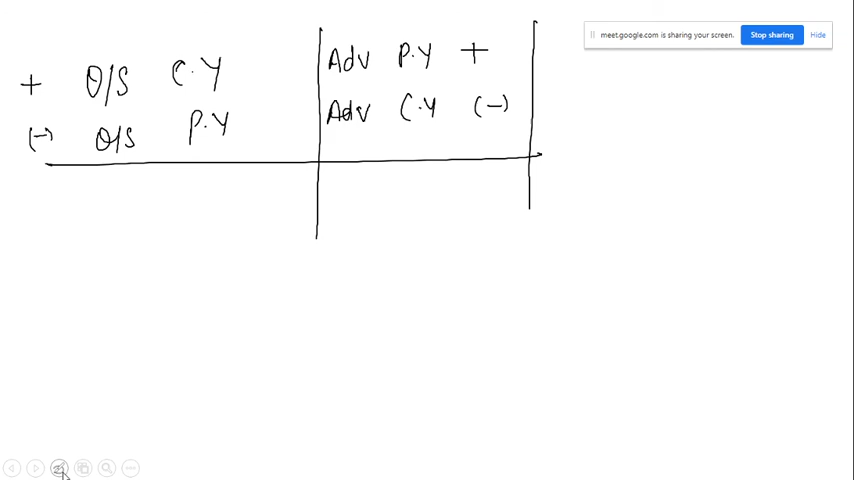 + O/S C.Y
(-) O/S P.Y
Adv P.Y +
Adv C.Y (-)
meet.google.com is sharing your screen. Stop sharing Hide